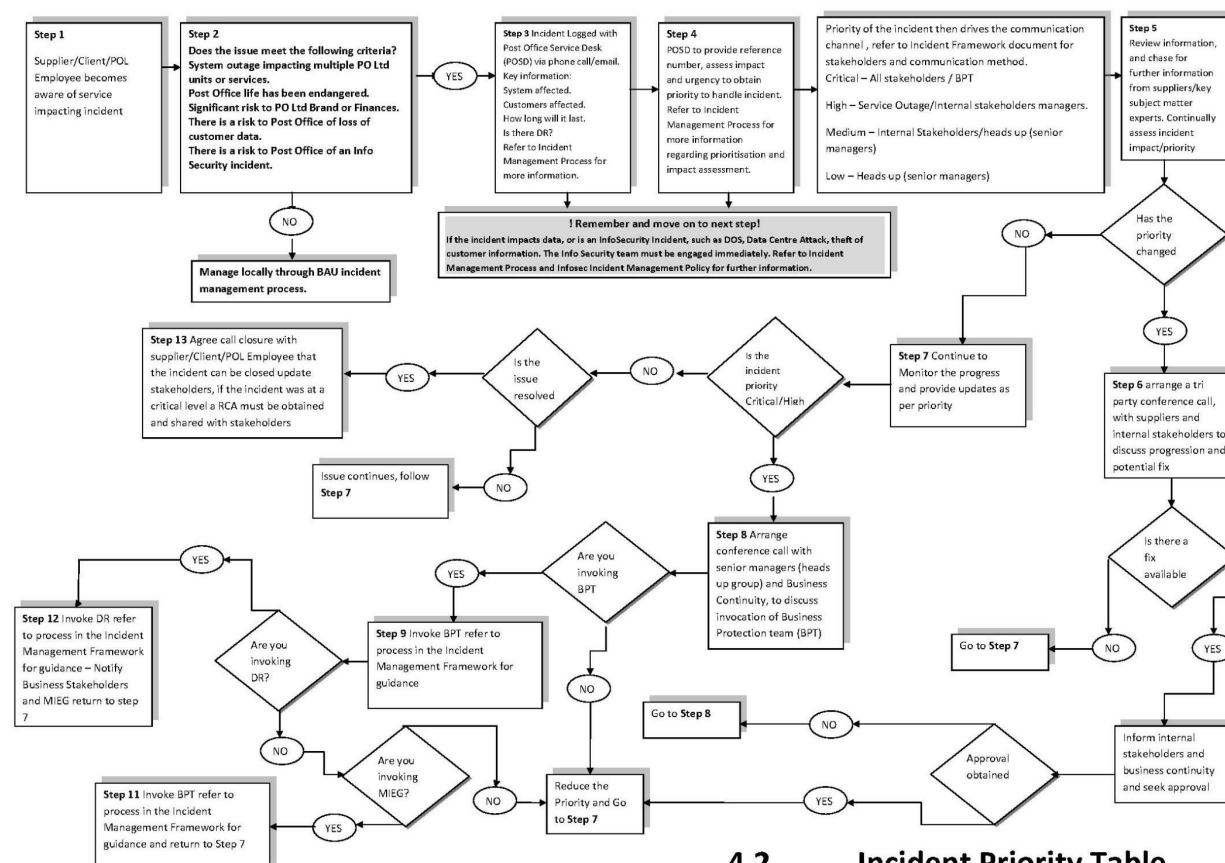 Step 1
Supplier/Client/POL
Employee becomes
aware of service
impacting incident
Step 2
Does the issue meet the following criteria?
System outage impacting multiple PO Ltd
units or services.
Post Office life has been endangered.
Significant risk to PO Ltd Brand or Finances.
There is a risk to Post Office of loss of
customer data.
There is a risk to Post Office of an Info
Security incident.
YES
Step 3 Incident Logged with
Post Office Service Desk
(POSD) via phone call/email.
Key information:
System affected.
Customers affected.
How long will it last.
Is there DR?
Refer to Incident
Management Process for
more information.
Step 4
POSD to provide reference
number, assess impact
and urgency to obtain
priority to handle incident.
Refer to Incident
Management Process for
more information
regarding prioritisation and
impact assessment.
Priority of the incident then drives the communication
channel , refer to Incident Framework document for
stakeholders and communication method.
Critical – All stakeholders / BPT
High – Service Outage/Internal stakeholders managers.
Medium – Internal Stakeholders/heads up (senior
managers)
Low – Heads up (senior managers)
Step 5
Review information,
and chase for
further information
from suppliers/key
subject matter
experts. Continually
assess incident
impact/priority
NO
Manage locally through BAU incident
management process.
! Remember and move on to next step!
If the incident impacts data, or is an InfoSecurity Incident, such as DOS, Data Centre Attack, theft of
customer information. The Info Security team must be engaged immediately. Refer to Incident
Management Process and Infosec Incident Management Policy for further information.
NO
Has the
priority
changed
YES
Step 13 Agree call closure with
supplier/Client/POL Employee that
the incident can be closed update
stakeholders, if the incident was at a
critical level a RCA must be obtained
and shared with stakeholders
YES
Is the
issue
resolved
NO
Is the
incident
priority
Critical/High
Step 7 Continue to
Monitor the progress
and provide updates as
per priority
Step 6 arrange a tri
party conference call,
with suppliers and
internal stakeholders to
discuss progression and
potential fix
Issue continues, follow
Step 7
NO
YES
Is there a
fix
available
YES
Are you
invoking
BPT
YES
Step 8 Arrange
conference call with
senior managers (heads
up group) and Business
Continuity, to discuss
invocation of Business
Protection team (BPT)
Step 12 Invoke DR refer
to process in the Incident
Management Framework
for guidance – Notify
Business Stakeholders
and MIEG return to step
7
Are you
invoking
DR?
Step 9 Invoke BPT refer to
process in the Incident
Management Framework for
guidance
Go to Step 7
NO
YES
NO
Go to Step 8
NO
Approval
obtained
Inform internal
stakeholders and
business continuity
and seek approval
NO
Are you
invoking
MIEG?
NO
Reduce the
Priority and Go
to Step 7
YES
Step 11 Invoke BPT refer to
process in the Incident
Management Framework for
guidance and return to Step 7
YES
4.2 Incident Priority Table